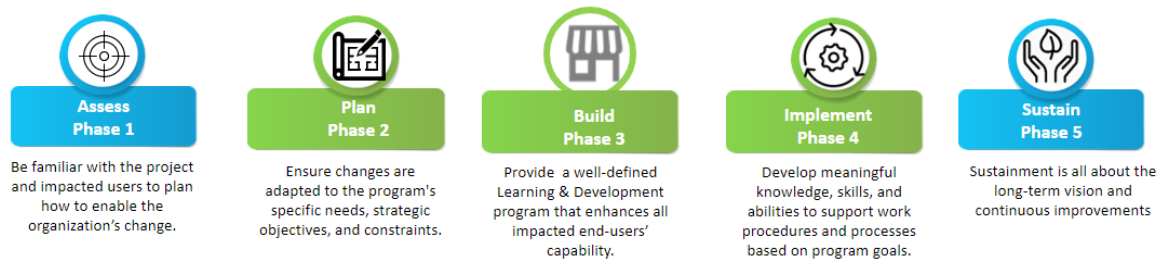 Assess
Phase 1
Be familiar with the project
and impacted users to plan
how to enable the
organization’s change.
Plan
Phase 2
Ensure changes are
adapted to the program's
specific needs, strategic
objectives, and constraints.
Build
Phase 3
Provide a well-defined
Learning & Development
program that enhances all
impacted end-users’
capability.
Implement
Phase 4
Develop meaningful
knowledge, skills, and
abilities to support work
procedures and processes
based on program goals.
Sustain
Phase 5
Sustainment is all about the
long-term vision and
continuous improvements